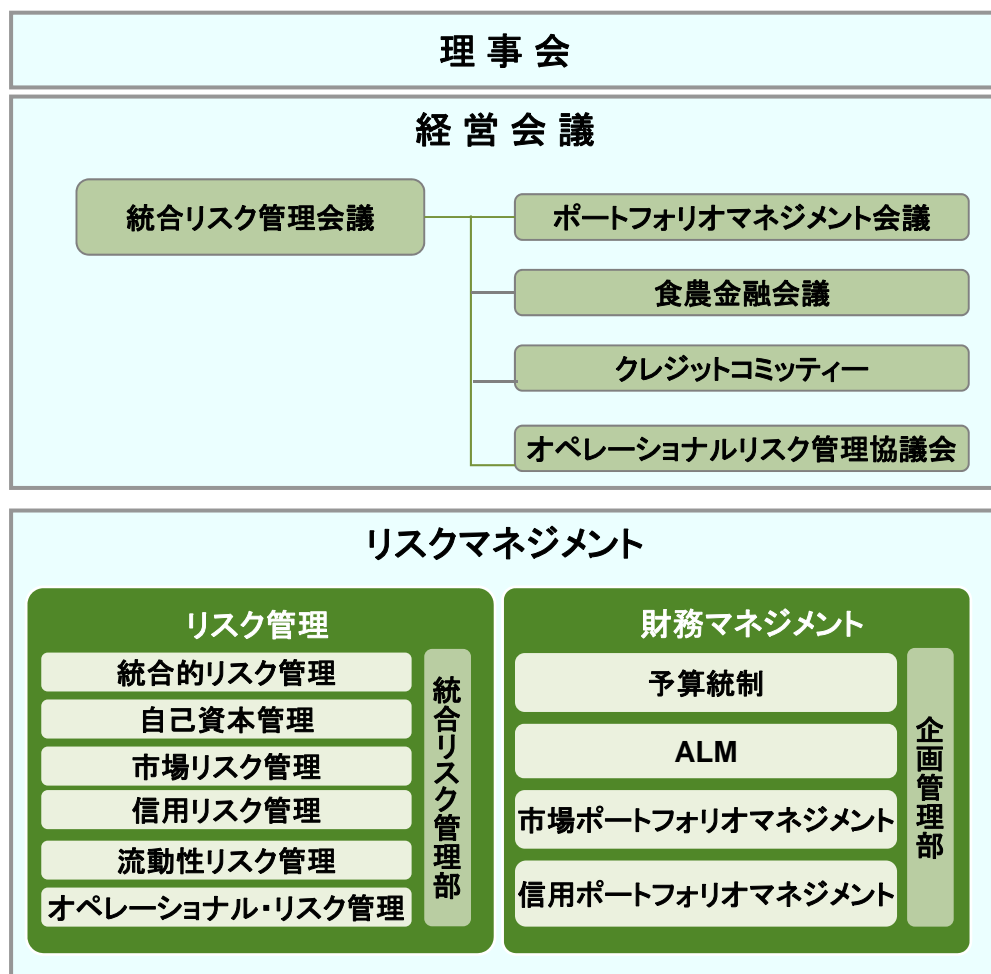 理事会
経営会議
統合リスク管理会議
ポートフォリオマネジメント会議
食農金融会議
クレジットコミッティー
オペレーショナルリスク管理協議会
リスクマネジメント
リスク管理
統合的リスク管理
自己資本管理
市場リスク管理
信用リスク管理
流動性リスク管理
オペレーショナル・リスク管理
統合リスク管理部
財務マネジメント
予算統制
ALM
市場ポートフォリオマネジメント
信用ポートフォリオマネジメント
企画管理部